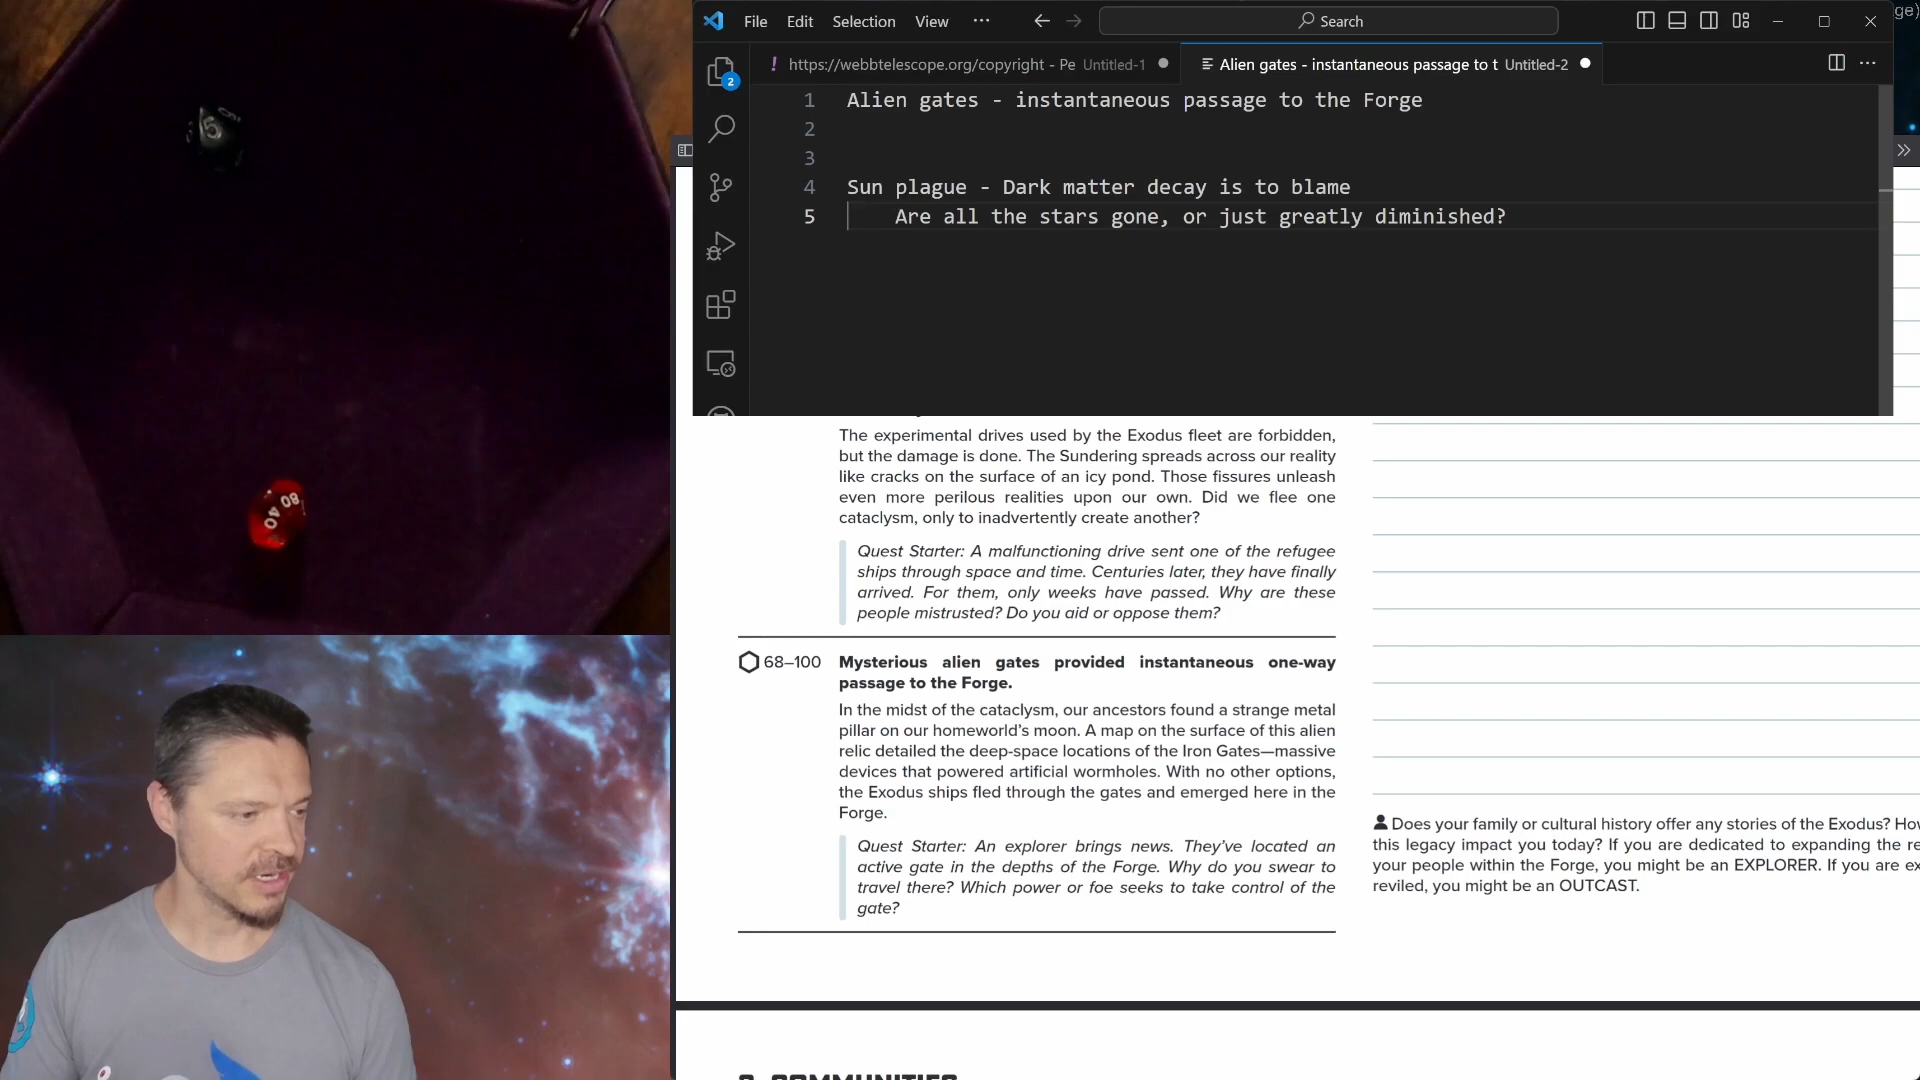 File Edit Selection View ··· Search
https://webbtelescope.org/copyright - Pe Untitled-1
Alien gates - instantaneous passage to t Untitled-2
2
1 Alien gates - instantaneous passage to the Forge
2
3
4 Sun plague - Dark matter decay is to blame
5 Are all the stars gone, or just greatly diminished?
ge)
5
80
40
The experimental drives used by the Exodus fleet are forbidden,
but the damage is done. The Sundering spreads across our reality
like cracks on the surface of an icy pond. Those fissures unleash
even more perilous realities upon our own. Did we flee one
cataclysm, only to inadvertently create another?
Quest Starter: A malfunctioning drive sent one of the refugee
ships through space and time. Centuries later, they have finally
arrived. For them, only weeks have passed. Why are these
people mistrusted? Do you aid or oppose them?
68–100 Mysterious alien gates provided instantaneous one-way
passage to the Forge.
In the midst of the cataclysm, our ancestors found a strange metal
pillar on our homeworld's moon. A map on the surface of this alien
relic detailed the deep-space locations of the Iron Gates—massive
devices that powered artificial wormholes. With no other options,
the Exodus ships fled through the gates and emerged here in the
Forge.
Quest Starter: An explorer brings news. They've located an
active gate in the depths of the Forge. Why do you swear to
travel there? Which power or foe seeks to take control of the
gate?
Does your family or cultural history offer any stories of the Exodus? How
this legacy impact you today? If you are dedicated to expanding the re
your people within the Forge, you might be an EXPLORER. If you are ex
reviled, you might be an OUTCAST.
COMMUNITIES